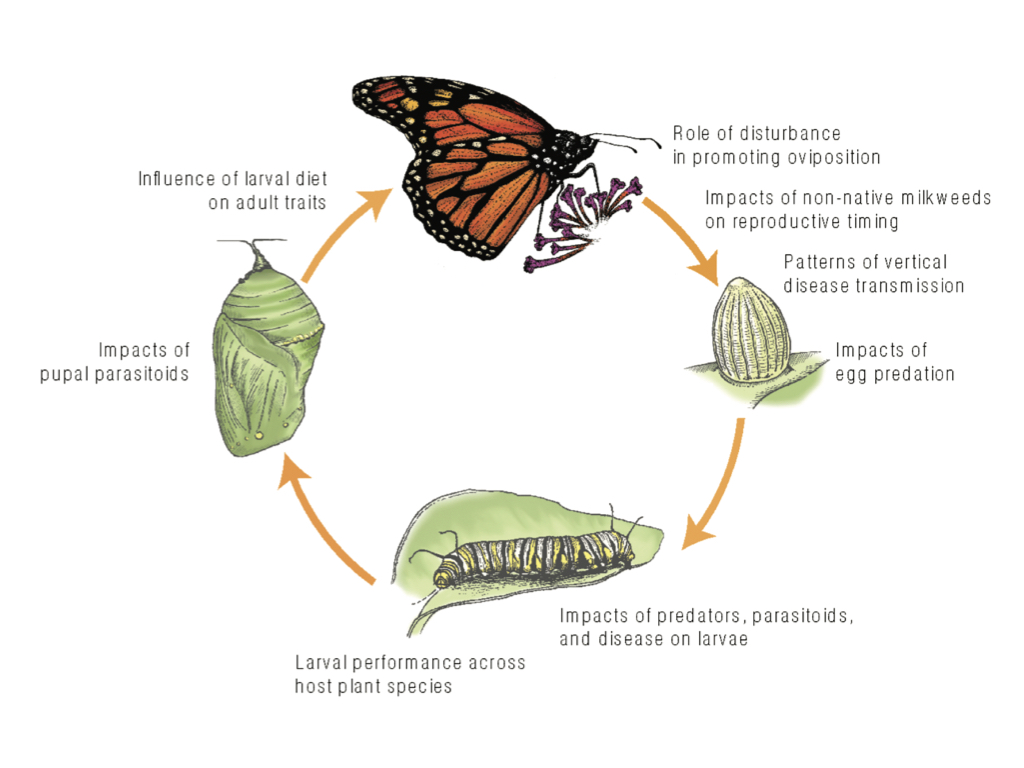 Role of disturbance
in promoting oviposition
Influence of larval diet
on adult traits
Impacts of non-native milkweeds
on reproductive timing
Patterns of vertical
disease transmission
Impacts of
pupal parasitoids
Impacts of
egg predation
Impacts of predators, parasitoids,
and disease on larvae
Larval performance across
host plant species